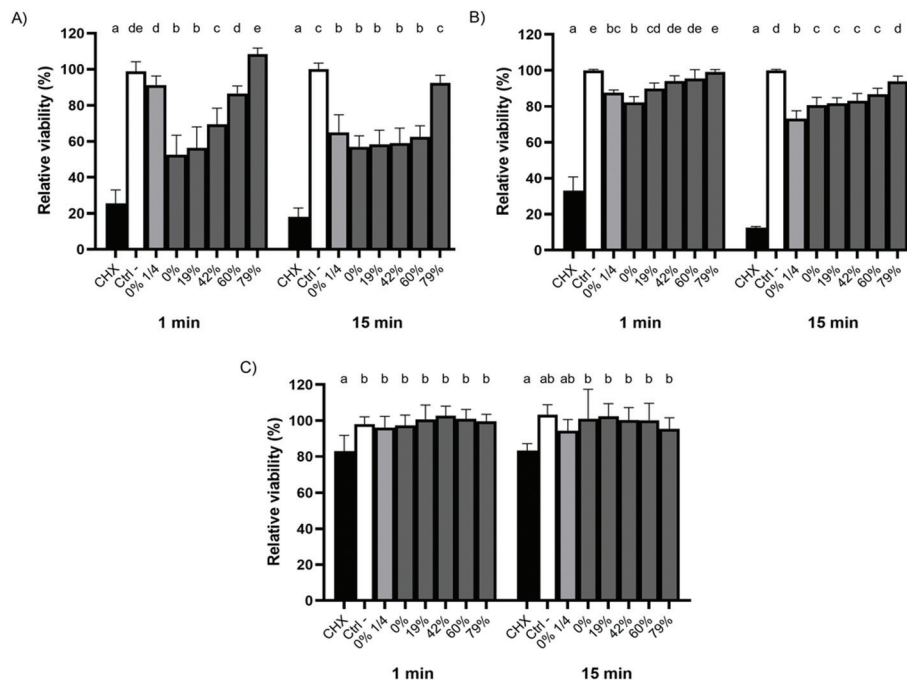 A)
a de d b b c d e a c b b b b b c
Relative viability (%)
120
100
80
60
40
20
0
CHX Ctrl - 0% 1/4 0% 19% 42% 60% 79% CHX Ctrl - 0% 1/4 0% 19% 42% 60% 79%
1 min 15 min
B)
a e bc b cd de de e a d b c c c c d
Relative viability (%)
120
100
80
60
40
20
0
CHX Ctrl - 0% 1/4 0% 19% 42% 60% 79% CHX Ctrl - 0% 1/4 0% 19% 42% 60% 79%
1 min 15 min
C)
a b b b b b b b a ab ab b b b b b
Relative viability (%)
120
100
80
60
40
20
0
CHX Ctrl - 0% 1/4 0% 19% 42% 60% 79% CHX Ctrl - 0% 1/4 0% 19% 42% 60% 79%
1 min 15 min